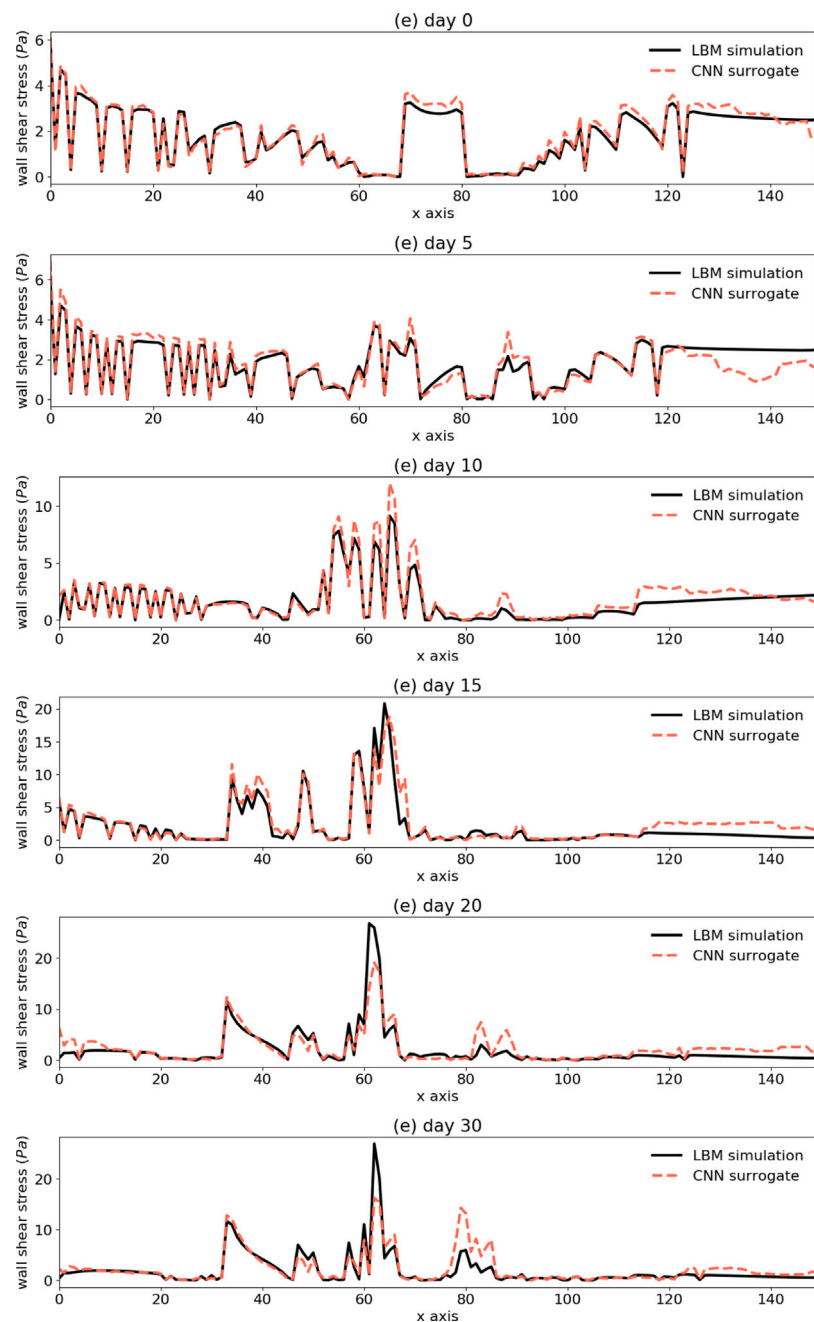 (e) day 0
wall shear stress (Pa)
6
4
2
0
LBM simulation
CNN surrogate
0 20 40 60 80 100 120 140
x axis
(e) day 5
wall shear stress (Pa)
6
4
2
0
LBM simulation
CNN surrogate
0 20 40 60 80 100 120 140
x axis
(e) day 10
wall shear stress (Pa)
10
5
0
LBM simulation
CNN surrogate
0 20 40 60 80 100 120 140
x axis
(e) day 15
wall shear stress (Pa)
20
15
10
5
0
LBM simulation
CNN surrogate
0 20 40 60 80 100 120 140
x axis
(e) day 20
wall shear stress (Pa)
20
10
0
LBM simulation
CNN surrogate
0 20 40 60 80 100 120 140
x axis
(e) day 30
wall shear stress (Pa)
20
10
0
LBM simulation
CNN surrogate
0 20 40 60 80 100 120 140
x axis